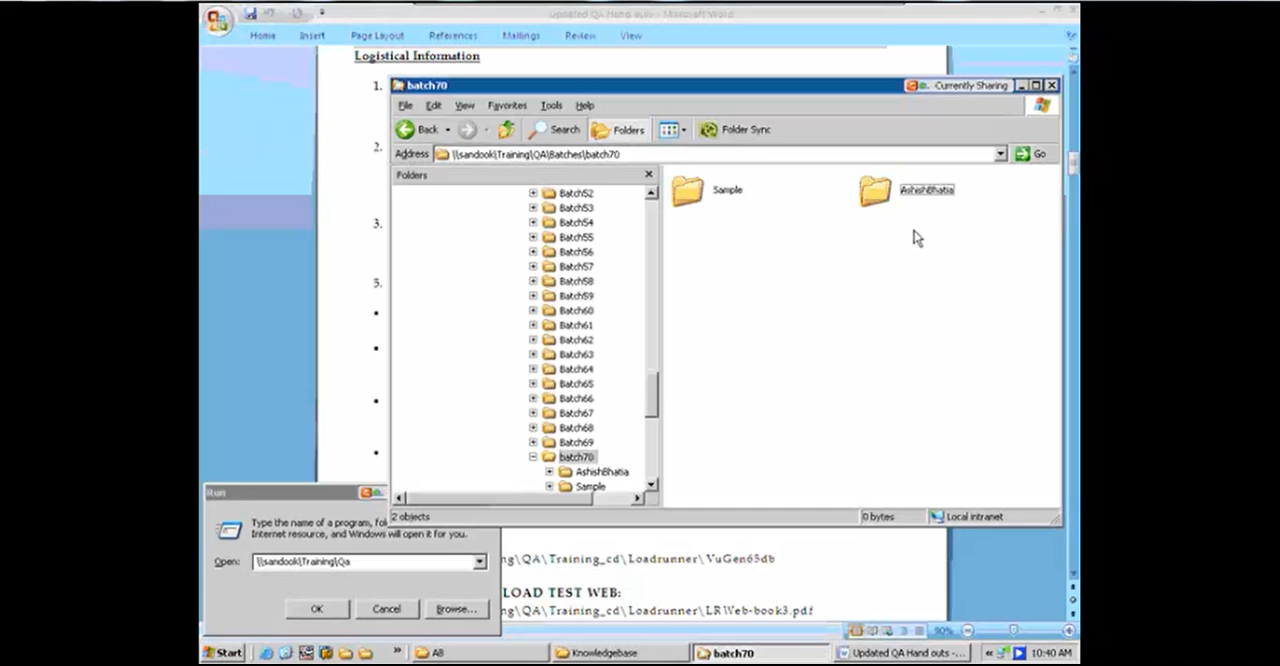 Updated QA Hand outs - Microsoft Word
Home Insert Page Layout References Mailings Review View
Logistical Information
1.
2.
3.
5.
batch70
Currently Sharing
File Edit View Favorites Tools Help
Back Search Folders Folder Sync
Address \\sandook\Training\QA\Batches\batch70 Go
Folders
Batch52
Batch53
Batch54
Batch55
Batch56
Batch57
Batch58
Batch59
Batch60
Batch61
Batch62
Batch63
Batch64
Batch65
Batch66
Batch67
Batch68
Batch69
batch70
AshishBhatia
Sample
Sample AshishBhatia
2 objects 0 bytes Local intranet
Run
Type the name of a program, fol
Internet resource, and Windows will open it for you.
Open: \\sandook\Training\Qa
OK Cancel Browse...
ng\QA\Training_cd\Loadrunner\VuGen65db
LOAD TEST WEB:
ng\QA\Training_cd\Loadrunner\LRWeb-book3.pdf
90%
Start A8 Knowledgebase batch70 Updated QA Hand outs -... 10:40 AM